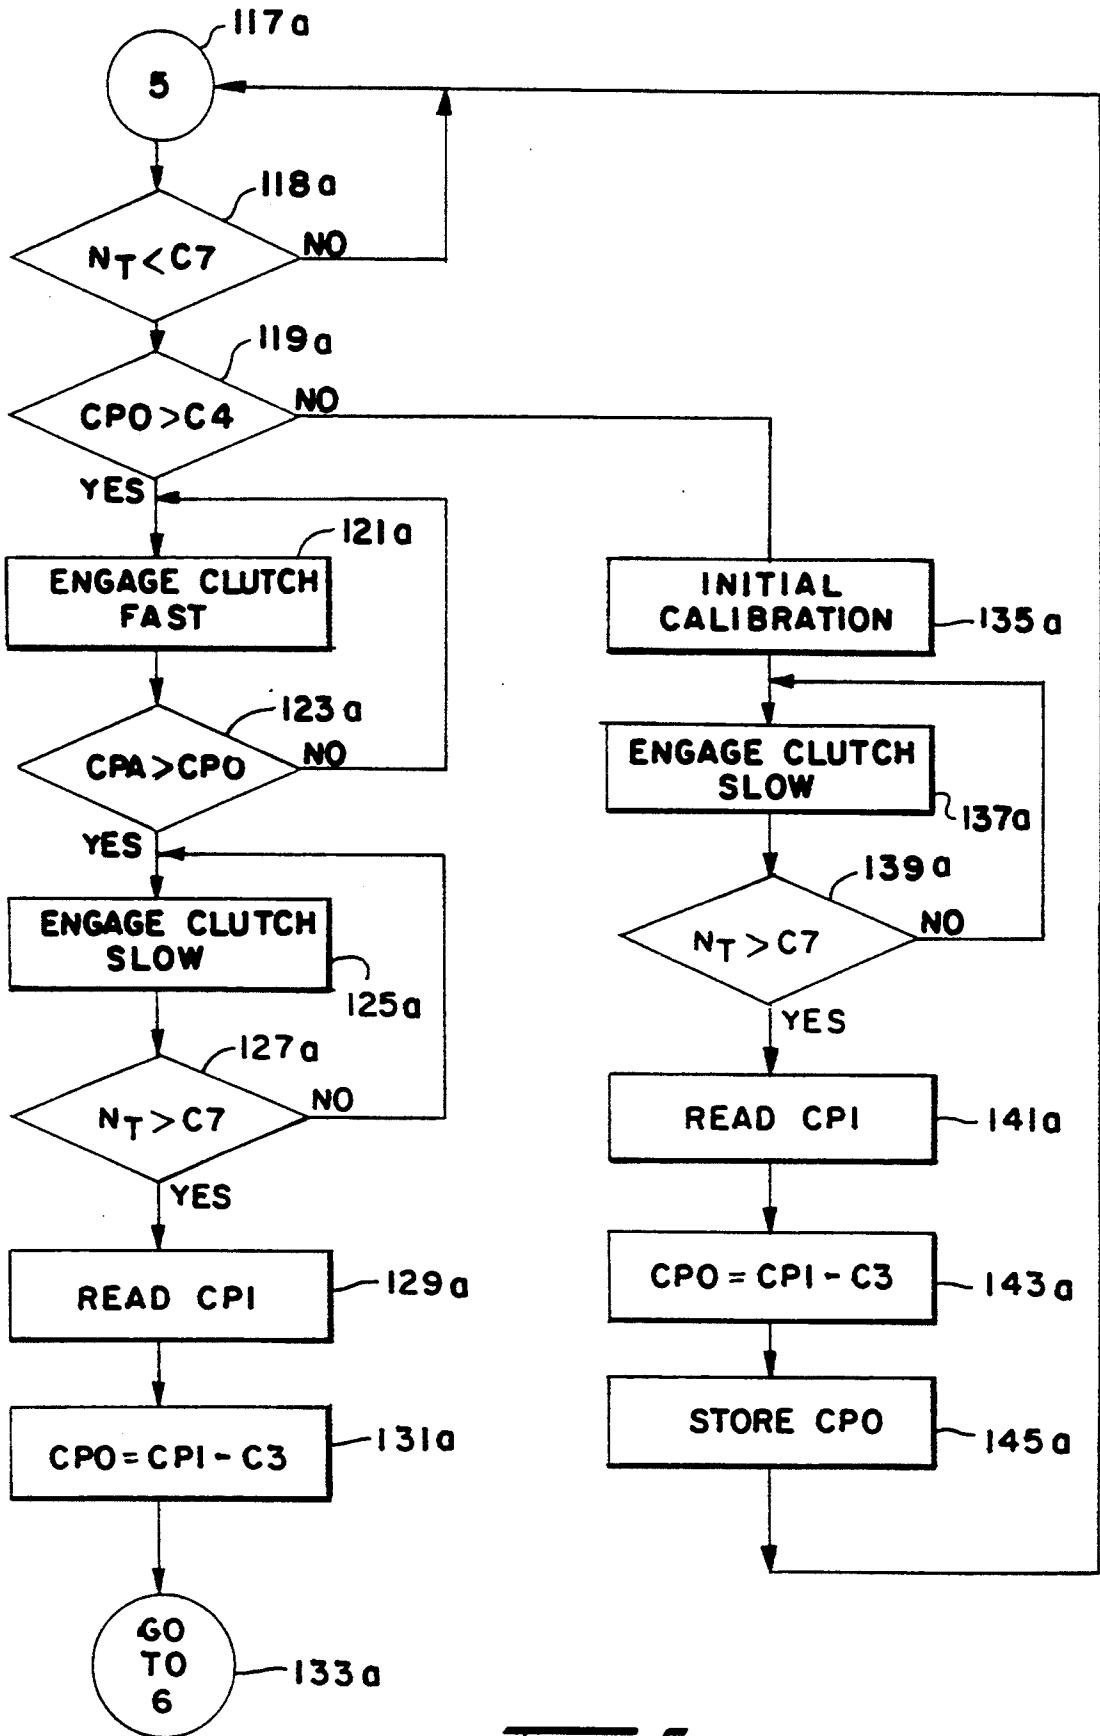 117a
5
118a
N_T < C7
NO
119a
CPO > C4
NO
YES
121a
ENGAGE CLUTCH
FAST
123a
CPA > CPO
NO
YES
ENGAGE CLUTCH
SLOW
125a
127a
N_T > C7
NO
YES
READ CPI
129a
CPO = CPI - C3
131a
GO
TO
6
133a
INITIAL
CALIBRATION
135a
ENGAGE CLUTCH
SLOW
137a
139a
N_T > C7
NO
YES
READ CPI
141a
CPO = CPI - C3
143a
STORE CPO
145a